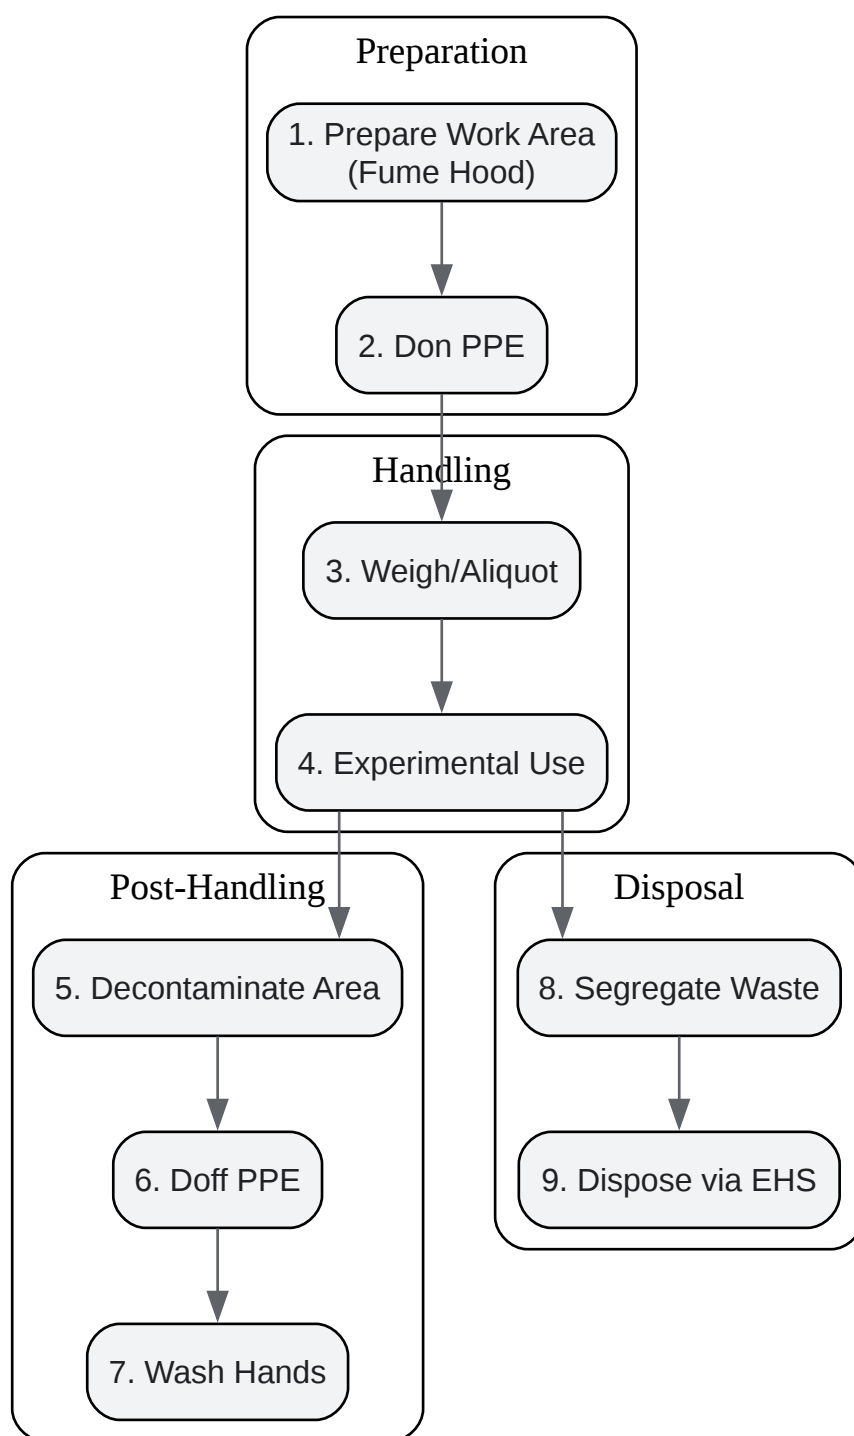 Preparation
1. Prepare Work Area
(Fume Hood)
2. Don PPE
Handling
3. Weigh/Aliquot
4. Experimental Use
Post-Handling
5. Decontaminate Area
6. Doff PPE
7. Wash Hands
Disposal
8. Segregate Waste
9. Dispose via EHS